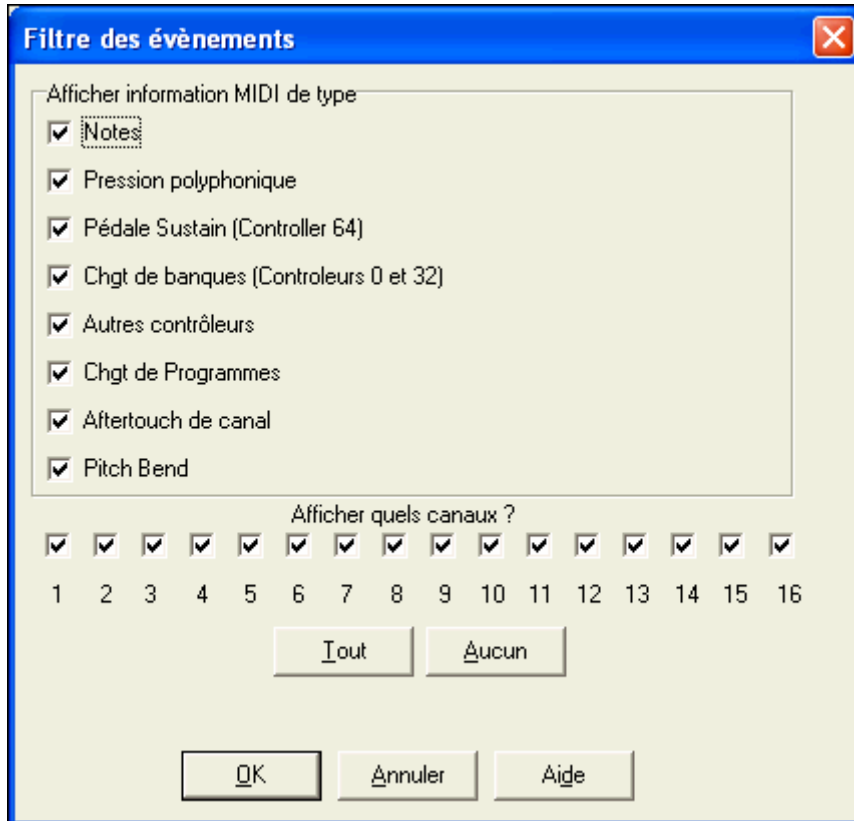 Filtre des évènements
Afficher information MIDI de type
Notes
Pression polyphonique
Pédale Sustain (Controller 64)
Chgt de banques (Controleurs 0 et 32)
Autres contrôleurs
Chgt de Programmes
Aftertouch de canal
Pitch Bend
Afficher quels canaux ?
1 2 3 4 5 6 7 8 9 10 11 12 13 14 15 16
Tout Aucun
OK Annuler Aide